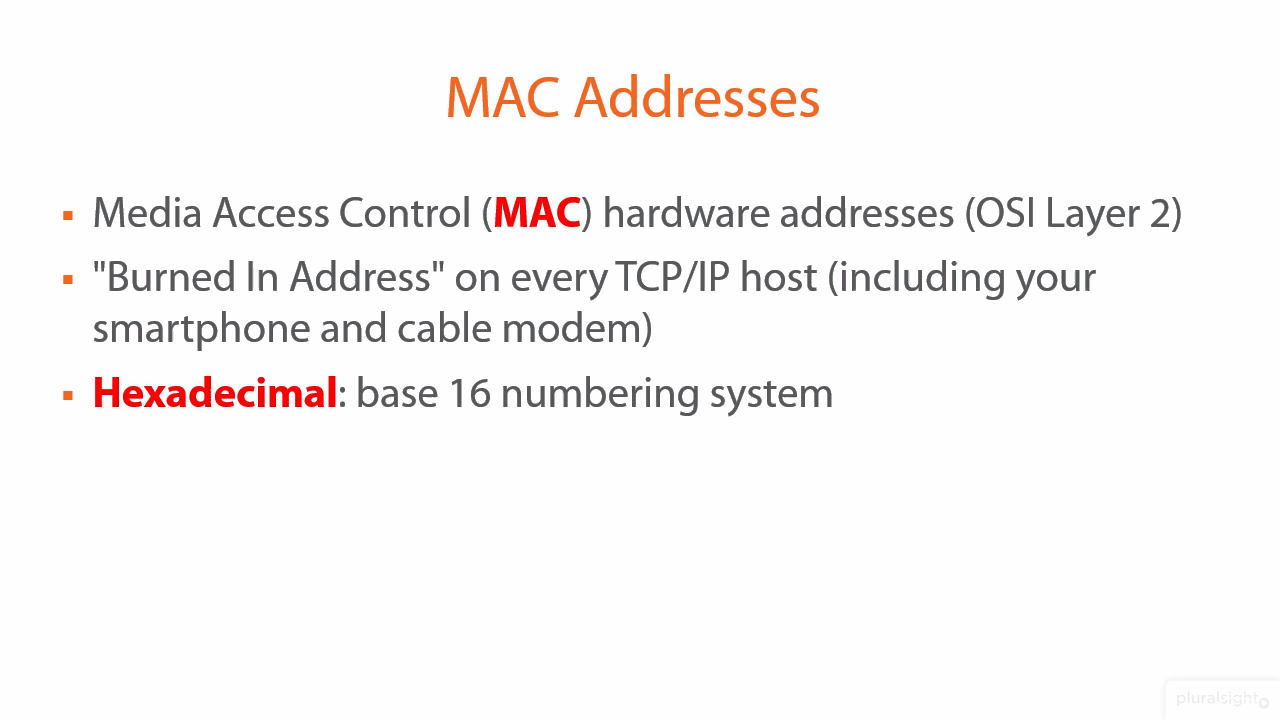 MAC Addresses
▪ Media Access Control (MAC) hardware addresses (OSI Layer 2)
▪ "Burned In Address" on every TCP/IP host (including your
smartphone and cable modem)
▪ Hexadecimal: base 16 numbering system
pluralsight